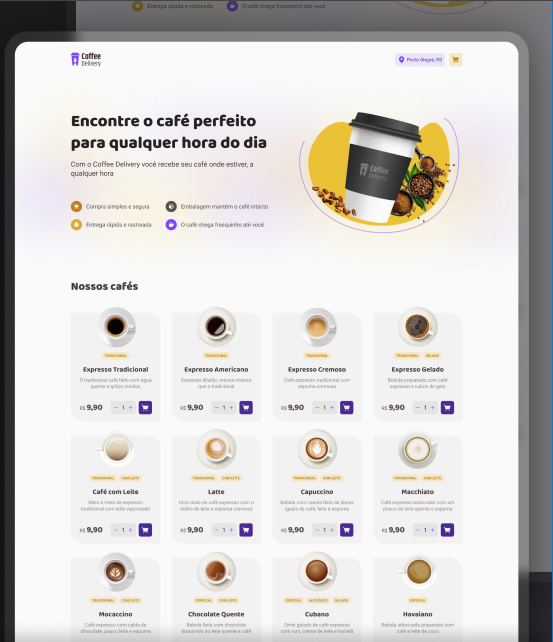 Entrega rápida e rastreada
O café chega fresquinho até você
Coffee
Delivery
Porto Alegre, RS
Encontre o café perfeito
para qualquer hora do dia
Com o Coffee Delivery você recebe seu café onde estiver, a
qualquer hora
Coffee
Delivery
Compra simples e segura
Embalagem mantém o café intacto
Entrega rápida e rastreada
O café chega fresquinho até você
Nossos cafés
TRADICIONAL
Expresso Tradicional
O tradicional café feito com água
quente e grãos moídos
R$ 9,90
− 1 +
TRADICIONAL
Expresso Americano
Expresso diluído, menos intenso
que o tradicional
R$ 9,90
− 1 +
TRADICIONAL
Expresso Cremoso
Café expresso tradicional com
espuma cremosa
R$ 9,90
− 1 +
TRADICIONAL GELADO
Expresso Gelado
Bebida preparada com café
expresso e cubos de gelo
R$ 9,90
− 1 +
TRADICIONAL COM LEITE
Café com Leite
Meio a meio de expresso
tradicional com leite vaporizado
R$ 9,90
− 1 +
TRADICIONAL COM LEITE
Latte
Uma dose de café expresso com o
dobro de leite e espuma cremosa
R$ 9,90
− 1 +
TRADICIONAL COM LEITE
Capuccino
Bebida com canela feita de doses
iguais de café, leite e espuma
R$ 9,90
− 1 +
TRADICIONAL COM LEITE
Macchiato
Café expresso misturado com um
pouco de leite quente e espuma
R$ 9,90
− 1 +
TRADICIONAL COM LEITE
Mocaccino
Café expresso com calda de
chocolate, pouco leite e espuma
ESPECIAL COM LEITE
Chocolate Quente
Bebida feita com chocolate
dissolvido no leite quente e café
ESPECIAL ALCOÓLICO GELADO
Cubano
Drink gelado de café expresso
com rum, creme de leite e hortelã
ESPECIAL
Havaiano
Bebida adocicada preparada com
café e leite de coco